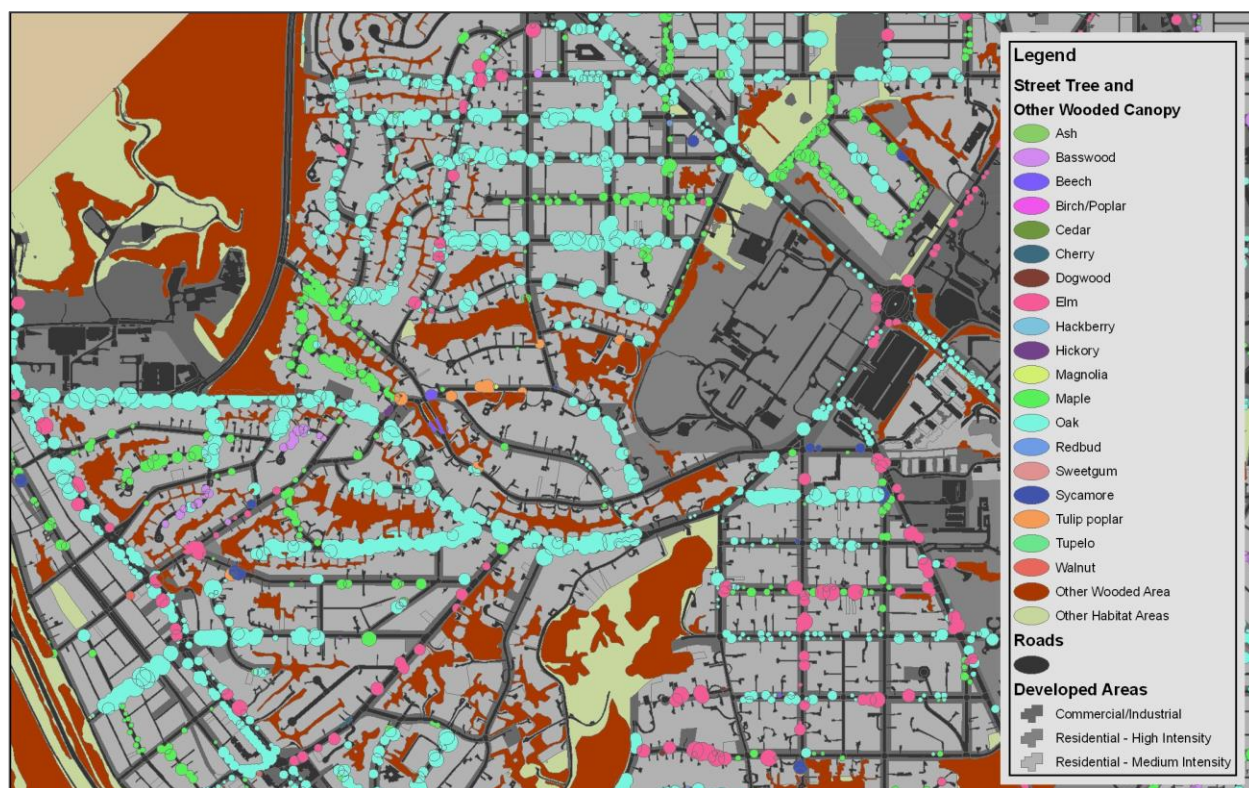 Legend
Street Tree and
Other Wooded Canopy
Ash
Basswood
Beech
Birch/Poplar
Cedar
Cherry
Dogwood
Elm
Hackberry
Hickory
Magnolia
Maple
Oak
Redbud
Sweetgum
Sycamore
Tulip poplar
Tupelo
Walnut
Other Wooded Area
Other Habitat Areas
Roads
Developed Areas
Commercial/Industrial
Residential - High Intensity
Residential - Medium Intensity